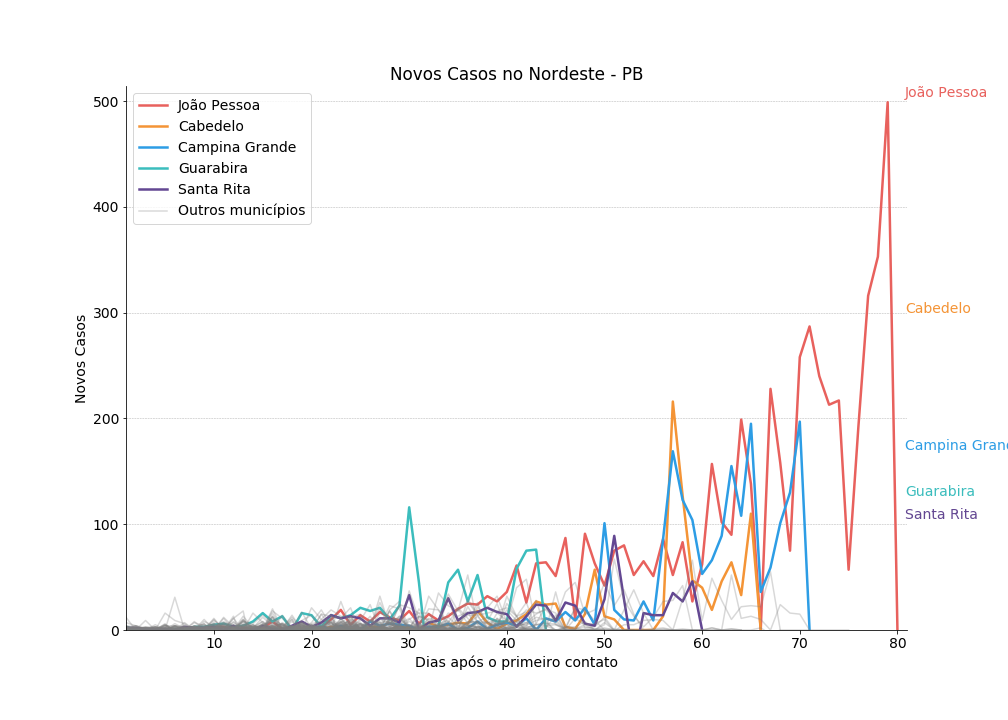 Novos Casos no Nordeste - PB
João Pessoa
Cabedelo
Campina Grande
Guarabira
Santa Rita
Outros municípios
500
400
300
200
100
0
Novos Casos
10
20
30
40
50
60
70
80
Dias após o primeiro contato
João Pessoa
Cabedelo
Campina Grand
Guarabira
Santa Rita